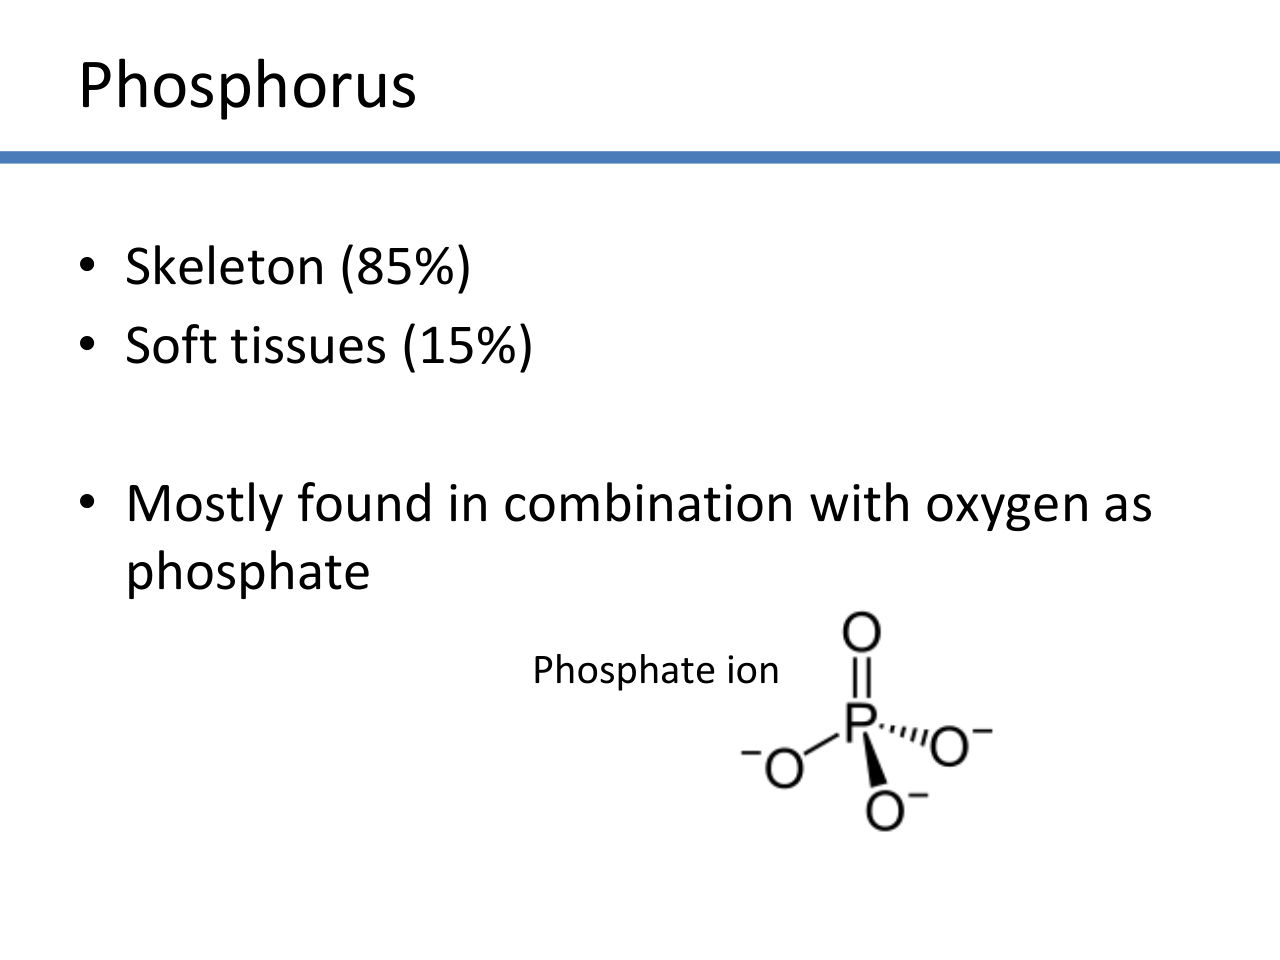 Phosphorus
• Skeleton (85%)
• Soft tissues (15%)
• Mostly found in combination with oxygen as
phosphate
Phosphate ion
O
P
O⁻
⁻O
O⁻